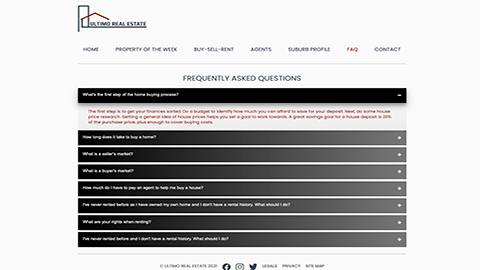 ULTIMO REAL ESTATE
HOME PROPERTY OF THE WEEK BUY-SELL-RENT AGENTS SUBURB PROFILE FAQ CONTACT
FREQUENTLY ASKED QUESTIONS
What's the first step of the home buying process?
The first step is to get your finances sorted. Do a budget to identify how much you can afford to save for your deposit. Next, do some house
price research. Getting a general idea of house prices helps you set a goal to work towards. A great savings goal for a house deposit is 20%
of the purchase price, plus enough to cover buying costs.
How long does it take to buy a home?
What is a seller's market?
What is a buyer's market?
How much do I have to pay an agent to help me buy a house?
I've never rented before as I have owned my own home and I don't have a rental history. What should I do?
What are your rights when renting?
I've never rented before and I don't have a rental history. What should I do?
© ULTIMO REAL ESTATE 2021 LEGALS PRIVACY SITE MAP